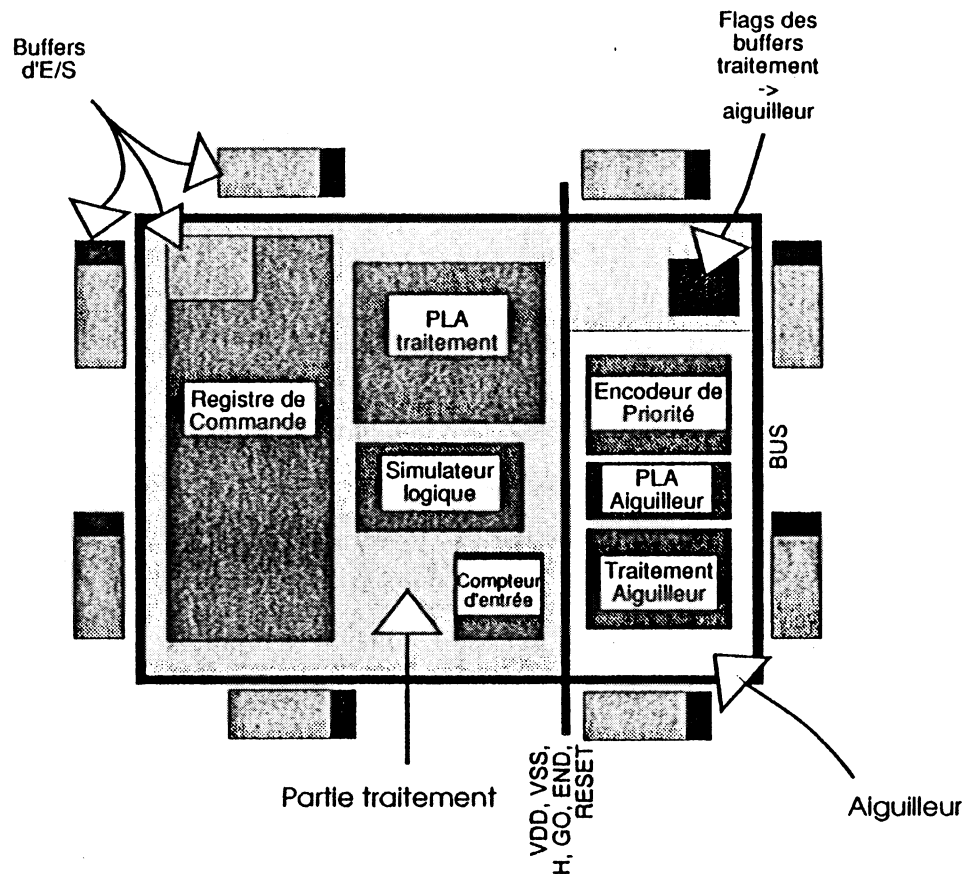 Buffers
d'E/S
Flags des
buffers
traitement
->
aiguilleur
PLA
traitement
Registre de
Commande
Encodeur de
Priorité
Simulateur
logique
PLA
Aiguilleur
BUS
Compteur
d'entrée
Traitement
Aiguilleur
Partie traitement
VDD, VSS,
H, GO, END,
RESET
Aiguilleur